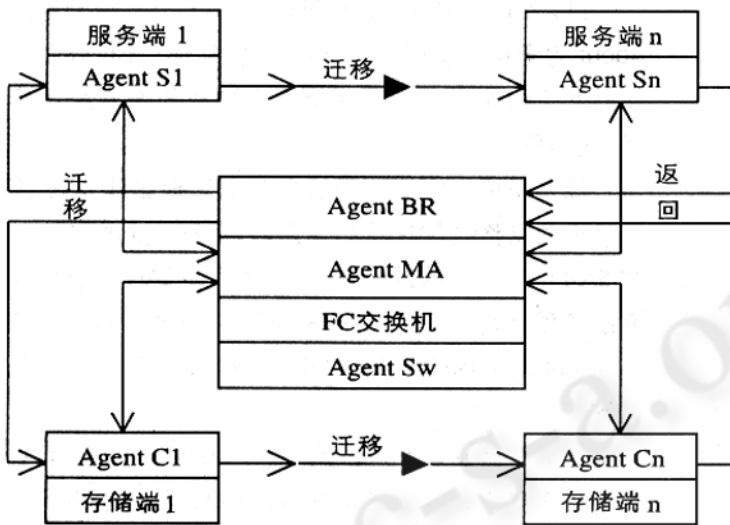 服务端 1
Agent S1
迁移
服务端 n
Agent Sn
迁
移
返
回
Agent BR
Agent MA
FC交换机
Agent Sw
Agent C1
存储端 1
迁移
Agent Cn
存储端 n
c-s-a.o